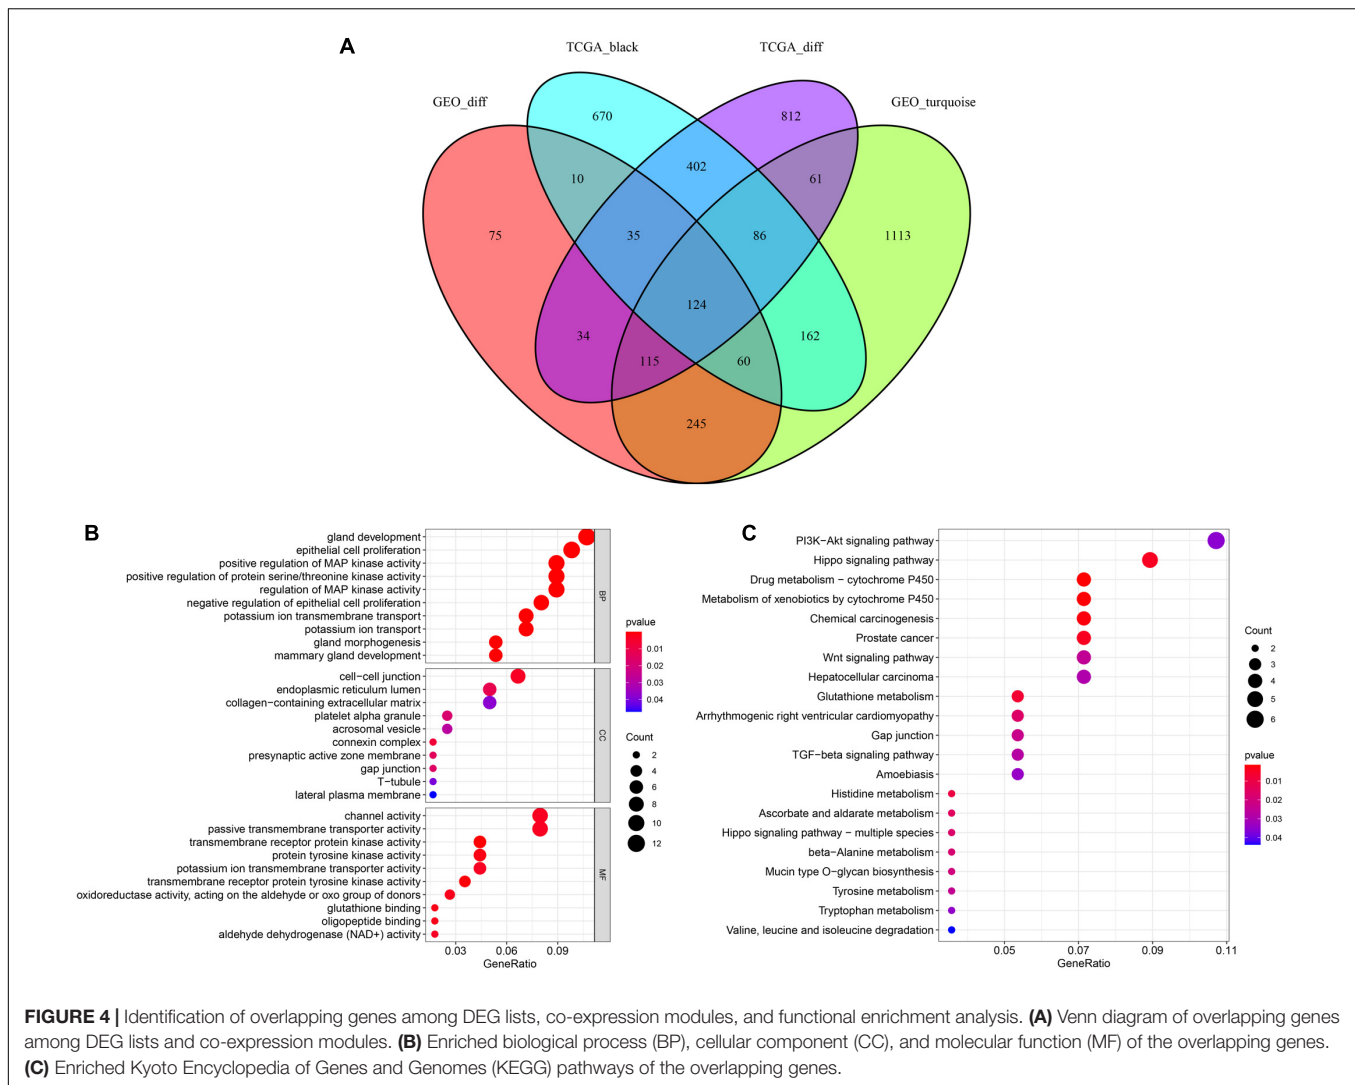 A
TCGA_black
TCGA_diff
GEO_diff
GEO_turquoise
670
812
402
10
61
75
35
86
1113
124
34
162
115
60
245
B
gland development
epithelial cell proliferation
positive regulation of MAP kinase activity
positive regulation of protein serine/threonine kinase activity
regulation of MAP kinase activity
negative regulation of epithelial cell proliferation
potassium ion transmembrane transport
potassium ion transport
gland morphogenesis
mammary gland development
BP
cell−cell junction
endoplasmic reticulum lumen
collagen−containing extracellular matrix
platelet alpha granule
acrosomal vesicle
connexin complex
presynaptic active zone membrane
gap junction
T−tubule
lateral plasma membrane
CC
channel activity
passive transmembrane transporter activity
transmembrane receptor protein kinase activity
protein tyrosine kinase activity
potassium ion transmembrane transporter activity
transmembrane receptor protein tyrosine kinase activity
oxidoreductase activity, acting on the aldehyde or oxo group of donors
glutathione binding
oligopeptide binding
aldehyde dehydrogenase (NAD+) activity
MF
0.03 0.06 0.09
GeneRatio
pvalue
0.01
0.02
0.03
0.04
Count
2
4
6
8
10
12
C
PI3K−Akt signaling pathway
Hippo signaling pathway
Drug metabolism − cytochrome P450
Metabolism of xenobiotics by cytochrome P450
Chemical carcinogenesis
Prostate cancer
Wnt signaling pathway
Hepatocellular carcinoma
Glutathione metabolism
Arrhythmogenic right ventricular cardiomyopathy
Gap junction
TGF−beta signaling pathway
Amoebiasis
Histidine metabolism
Ascorbate and aldarate metabolism
Hippo signaling pathway − multiple species
beta−Alanine metabolism
Mucin type O−glycan biosynthesis
Tyrosine metabolism
Tryptophan metabolism
Valine, leucine and isoleucine degradation
0.05 0.07 0.09 0.11
GeneRatio
Count
2
3
4
5
6
pvalue
0.01
0.02
0.03
0.04
FIGURE 4 | Identification of overlapping genes among DEG lists, co-expression modules, and functional enrichment analysis. (A) Venn diagram of overlapping genes
among DEG lists and co-expression modules. (B) Enriched biological process (BP), cellular component (CC), and molecular function (MF) of the overlapping genes.
(C) Enriched Kyoto Encyclopedia of Genes and Genomes (KEGG) pathways of the overlapping genes.